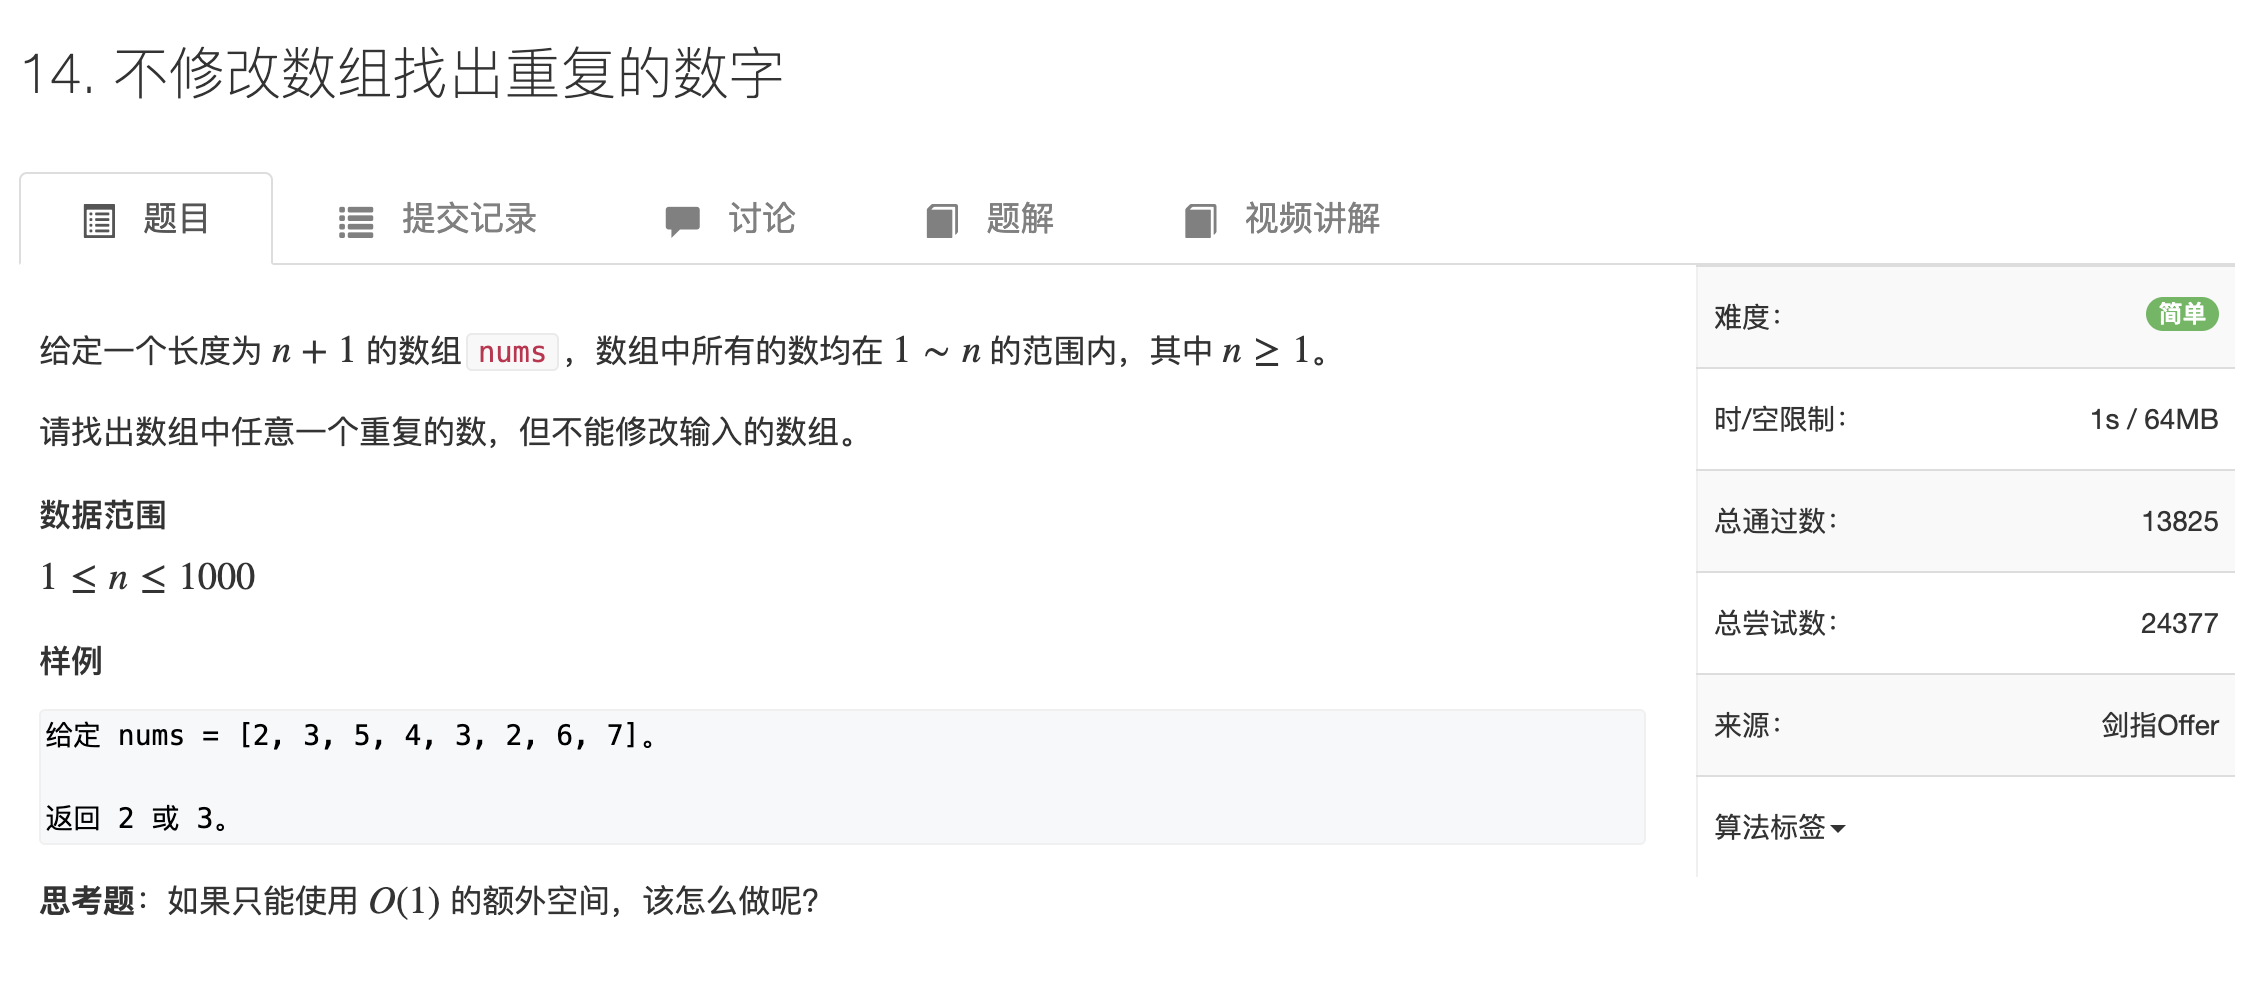 14. 不修改数组找出重复的数字
题目 提交记录 讨论 题解 视频讲解
给定一个长度为 n + 1 的数组 nums ，数组中所有的数均在 1 ∼ n 的范围内，其中 n ≥ 1。
请找出数组中任意一个重复的数，但不能修改输入的数组。
数据范围
1 ≤ n ≤ 1000
样例
给定 nums = [2, 3, 5, 4, 3, 2, 6, 7]。
返回 2 或 3。
思考题：如果只能使用 O(1) 的额外空间，该怎么做呢？
难度： 简单
时/空限制： 1s / 64MB
总通过数： 13825
总尝试数： 24377
来源： 剑指Offer
算法标签